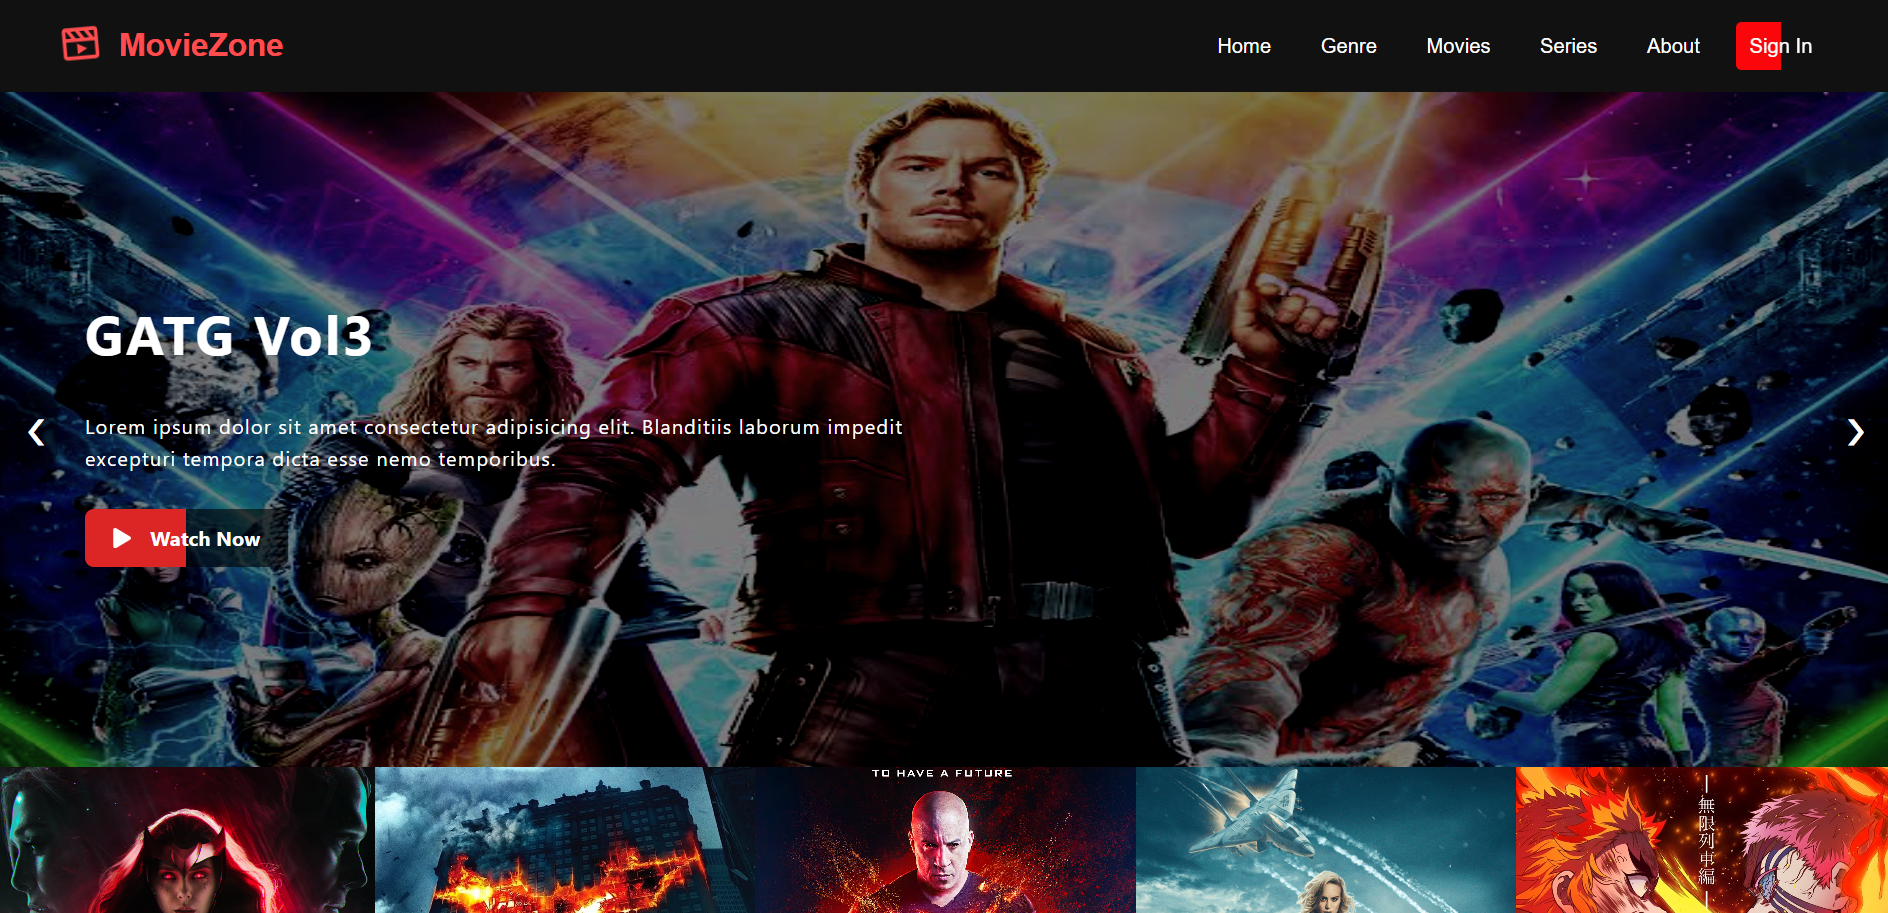 MovieZone
Home
Genre
Movies
Series
About
Sign In
GATG Vol3
❮
❯
Lorem ipsum dolor sit amet consectetur adipisicing elit. Blanditiis laborum impedit
excepturi tempora dicta esse nemo temporibus.
Watch Now
TO HAVE A FUTURE
無限列車編